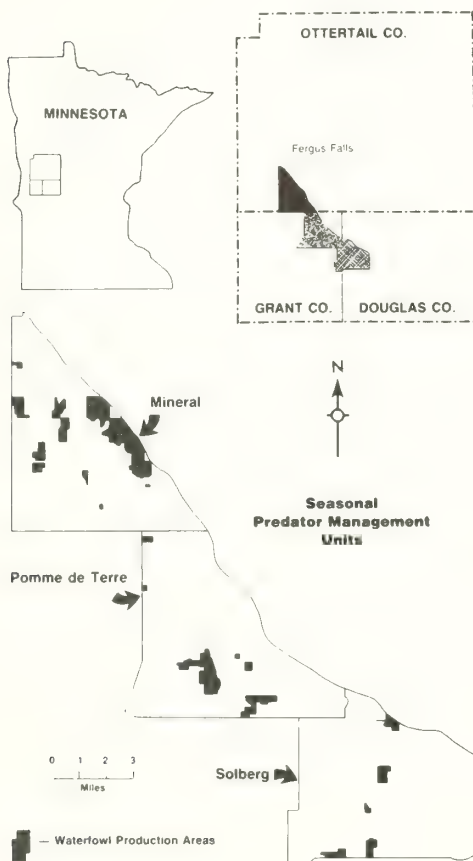 OTTERTAIL CO.
MINNESOTA
Fergus Falls
GRANT CO.
DOUGLAS CO.
N
Mineral
Seasonal
Predator Management
Units
Pomme de Terre
0 1 2 3
Miles
Solberg
— Waterfowl Production Areas